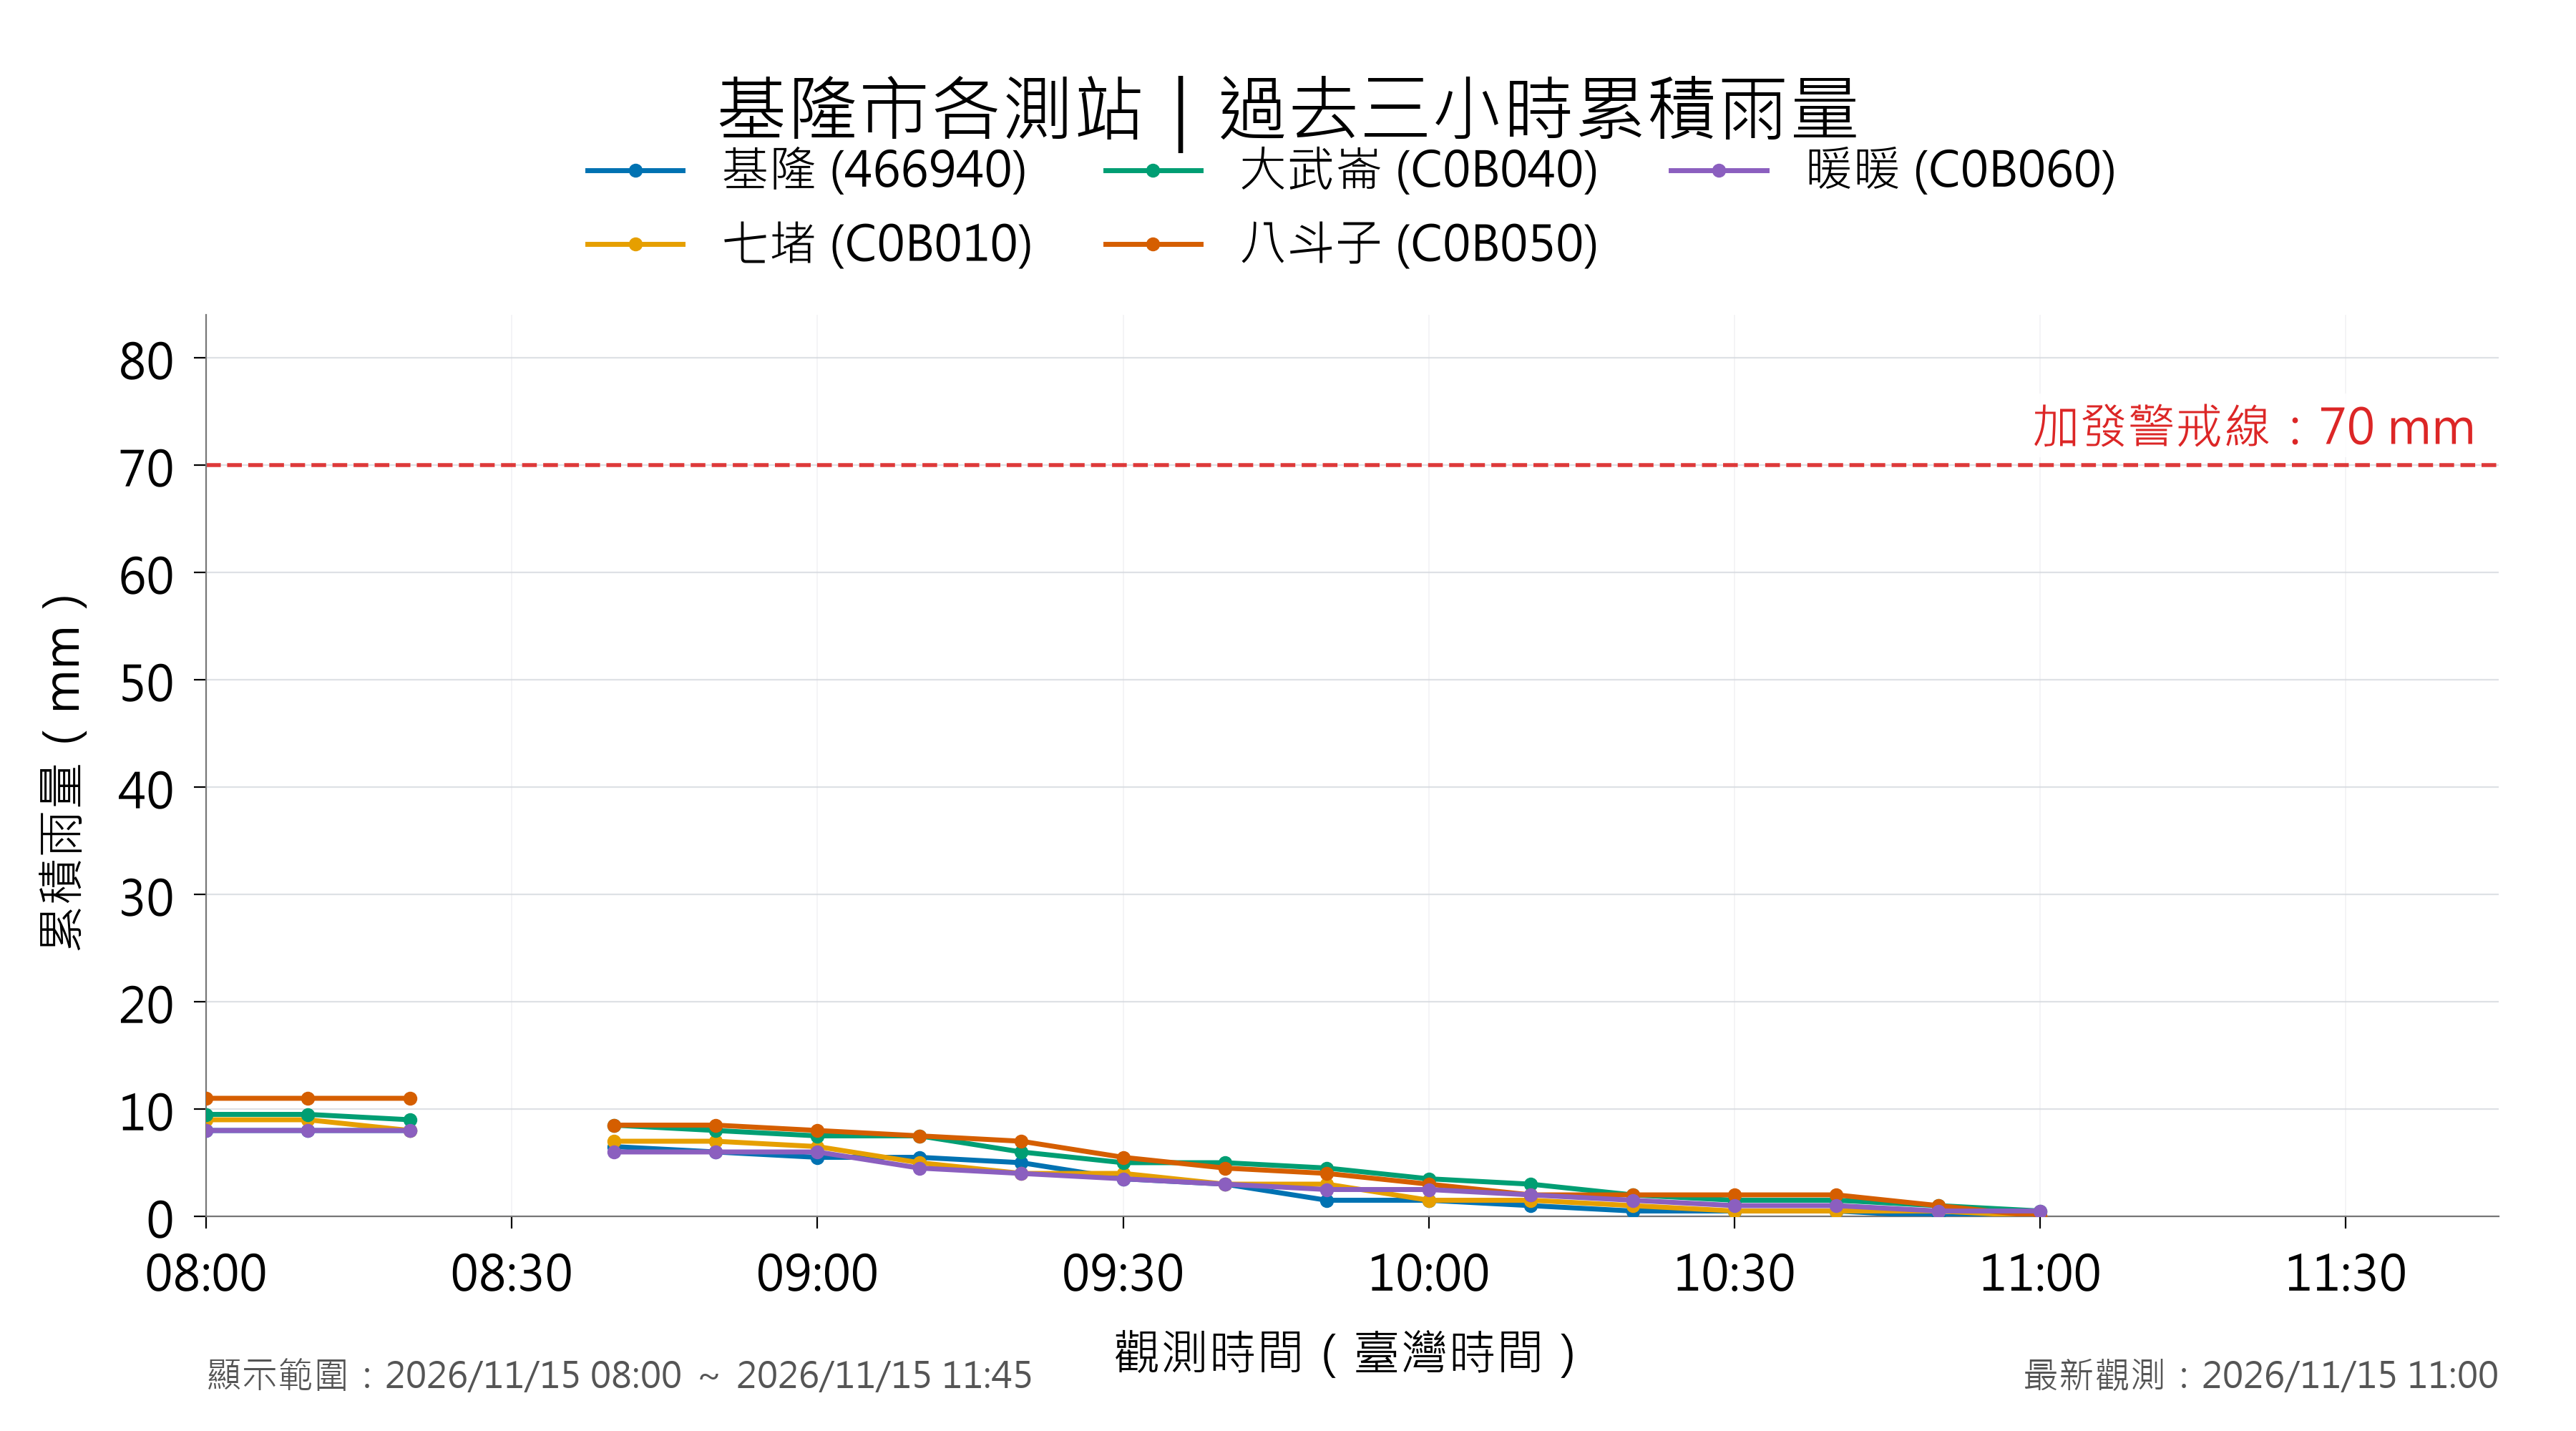 基隆市各測站｜過去三小時累積雨量
基隆 (466940)
七堵 (C0B010)
大武崙 (C0B040)
八斗子 (C0B050)
暖暖 (C0B060)
累積雨量（mm）
80
70
60
50
40
30
20
10
0
加發警戒線：70 mm
08:00
08:30
09:00
09:30
10:00
10:30
11:00
11:30
觀測時間（臺灣時間）
顯示範圍：2026/11/15 08:00 ~ 2026/11/15 11:45
最新觀測：2026/11/15 11:00